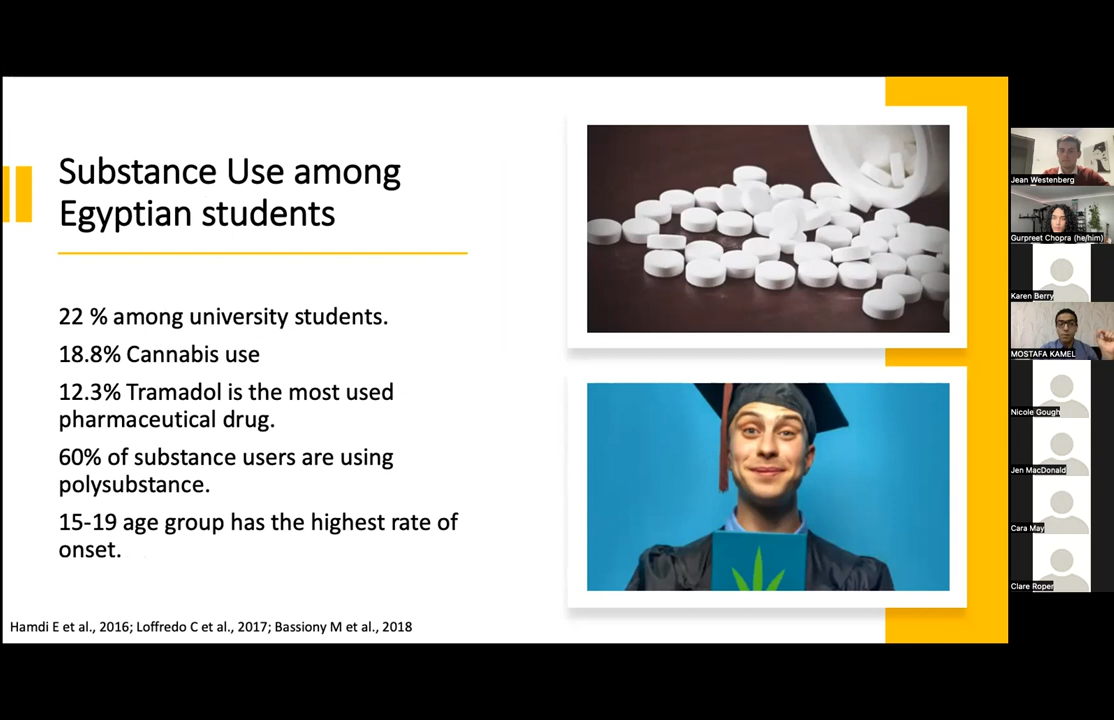 Substance Use among
Egyptian students
22 % among university students.
18.8% Cannabis use
12.3% Tramadol is the most used
pharmaceutical drug.
60% of substance users are using
polysubstance.
15-19 age group has the highest rate of
onset.
Hamdi E et al., 2016; Loffredo C et al., 2017; Bassiony M et al., 2018
Jean Westenberg
Gurpreet Chopra (he/him)
Karen Berry
MOSTAFA KAMEL
Nicole Gough
Jen MacDonald
Cara May
Clare Roper